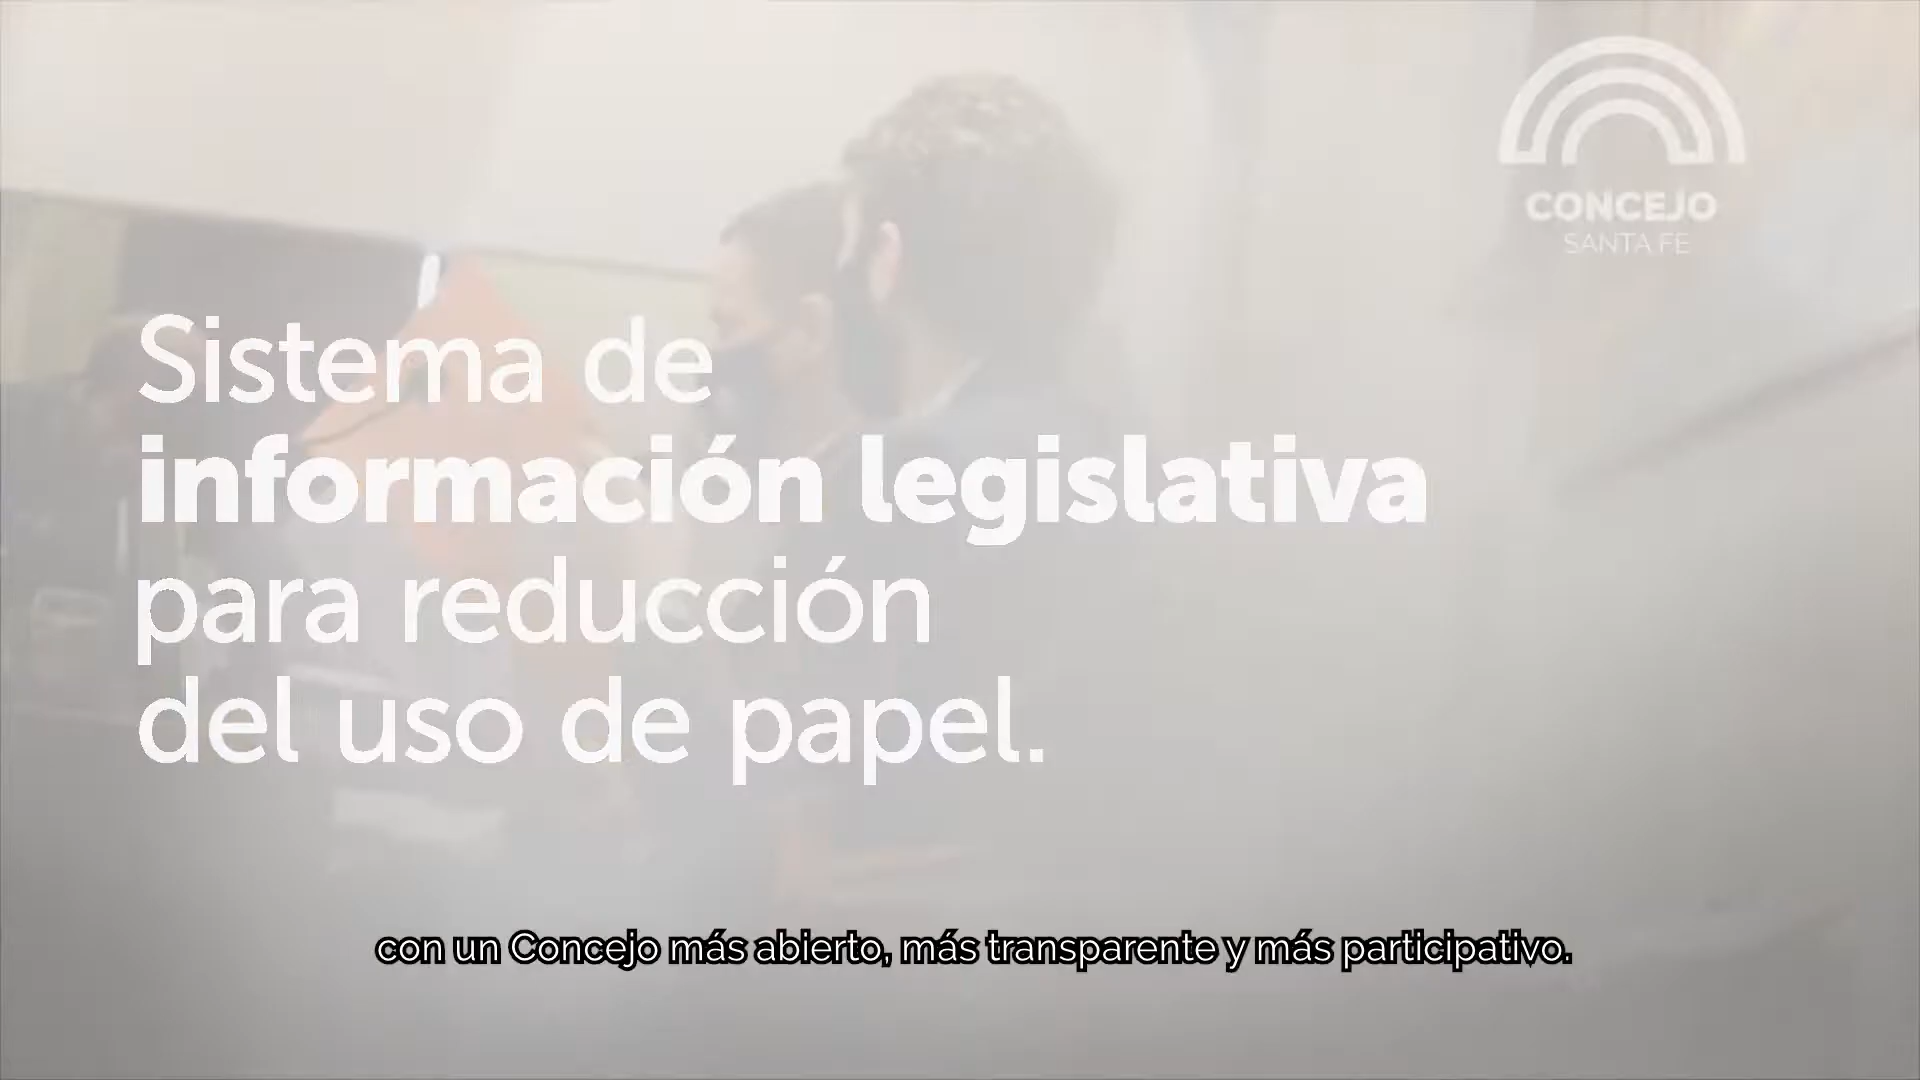 CONCEJO
SANTA FE
Sistema de
información legislativa
para reducción
del uso de papel.
con un Concejo más abierto, más transparente y más participativo.